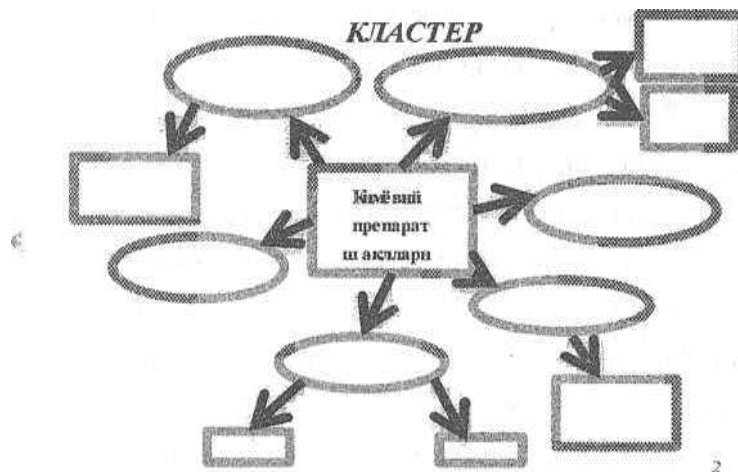 КЛАСТЕР
Кимёвий
препарат
шакллари
2